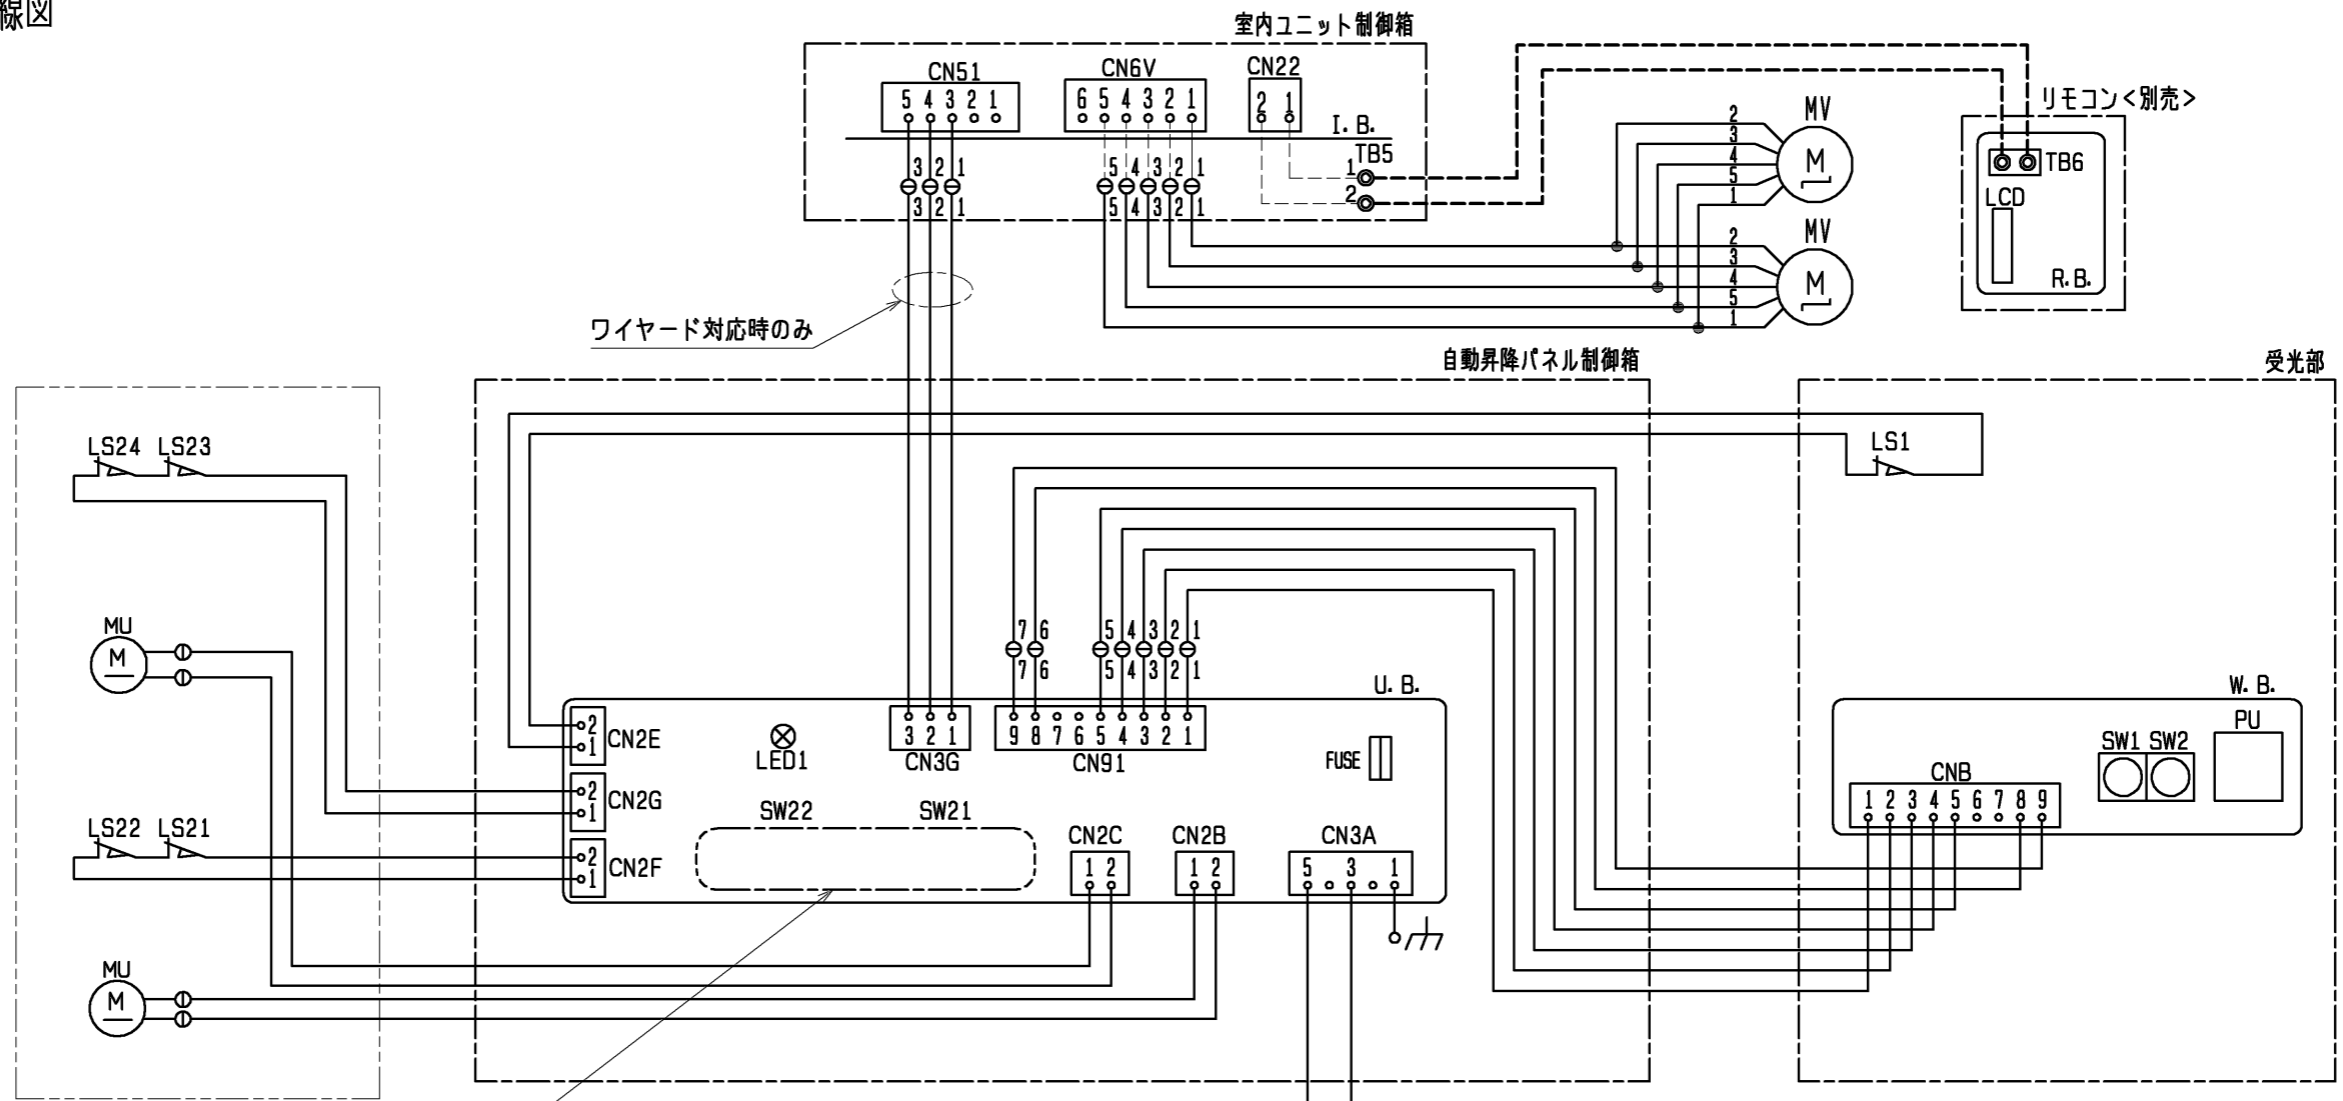 線図
室内ユニット制御箱
CN51
5 4 3 2 1
CN6V
6 5 4 3 2 1
CN22
2 1
I.B.
TB5
1
2
3 2 1
3 2 1
5 4 3 2 1
5 4 3 2 1
MV
M
2
3
4
5
1
MV
M
2
3
4
5
1
リモコン<別売>
TB6
LCD
R.B.
ワイヤード対応時のみ
自動昇降パネル制御箱
受光部
LS24 LS23
LS1
MU
M
7 6 5 4 3 2 1
7 6 5 4 3 2 1
U.B.
W.B.
2
1
CN2E
LED1
3 2 1
CN3G
9 8 7 6 5 4 3 2 1
CN91
FUSE
PU
SW1 SW2
CNB
1 2 3 4 5 6 7 8 9
2
1
CN2G
SW22
SW21
LS22 LS21
2
1
CN2F
CN2C
1 2
CN2B
1 2
CN3A
5 3 1
MU
M